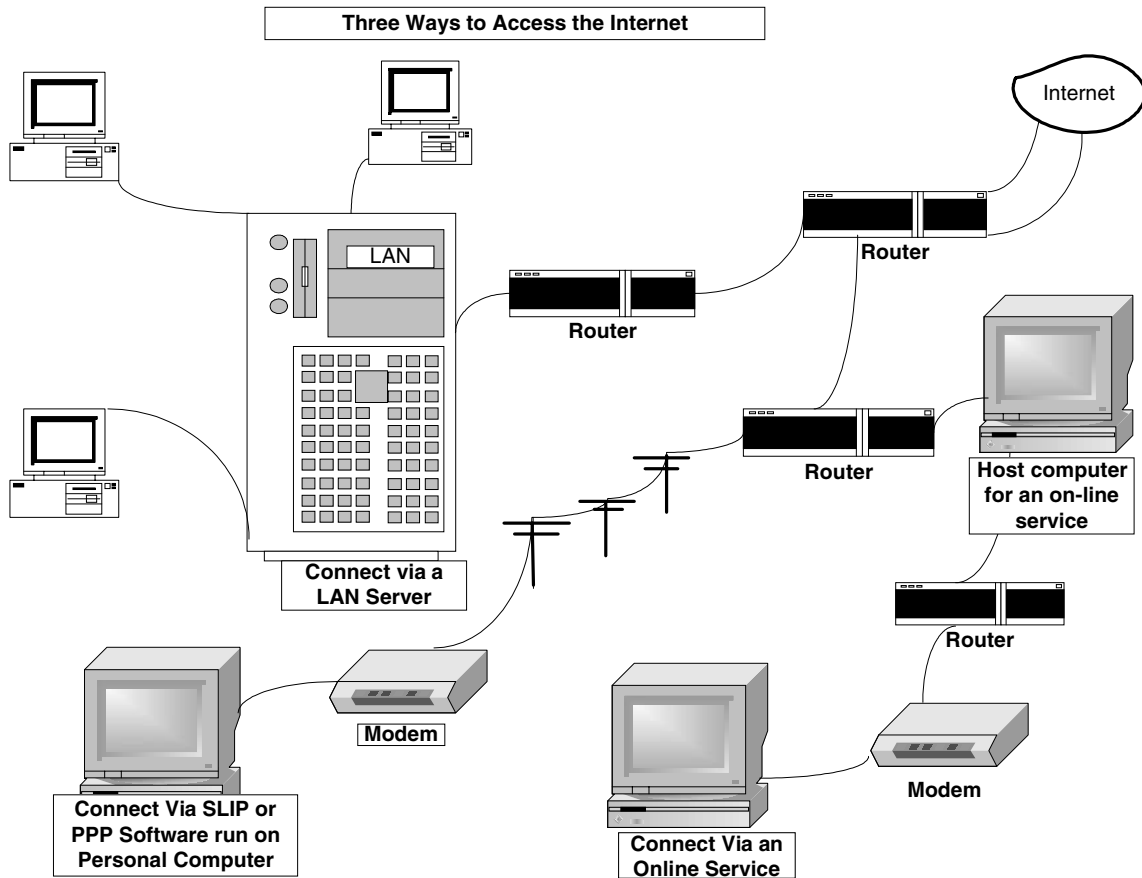 Three Ways to Access the Internet
Internet
LAN
Router
Router
Router
Host computer
for an on-line
service
Connect via a
LAN Server
Router
Modem
Modem
Connect Via SLIP or
PPP Software run on
Personal Computer
Connect Via an
Online Service